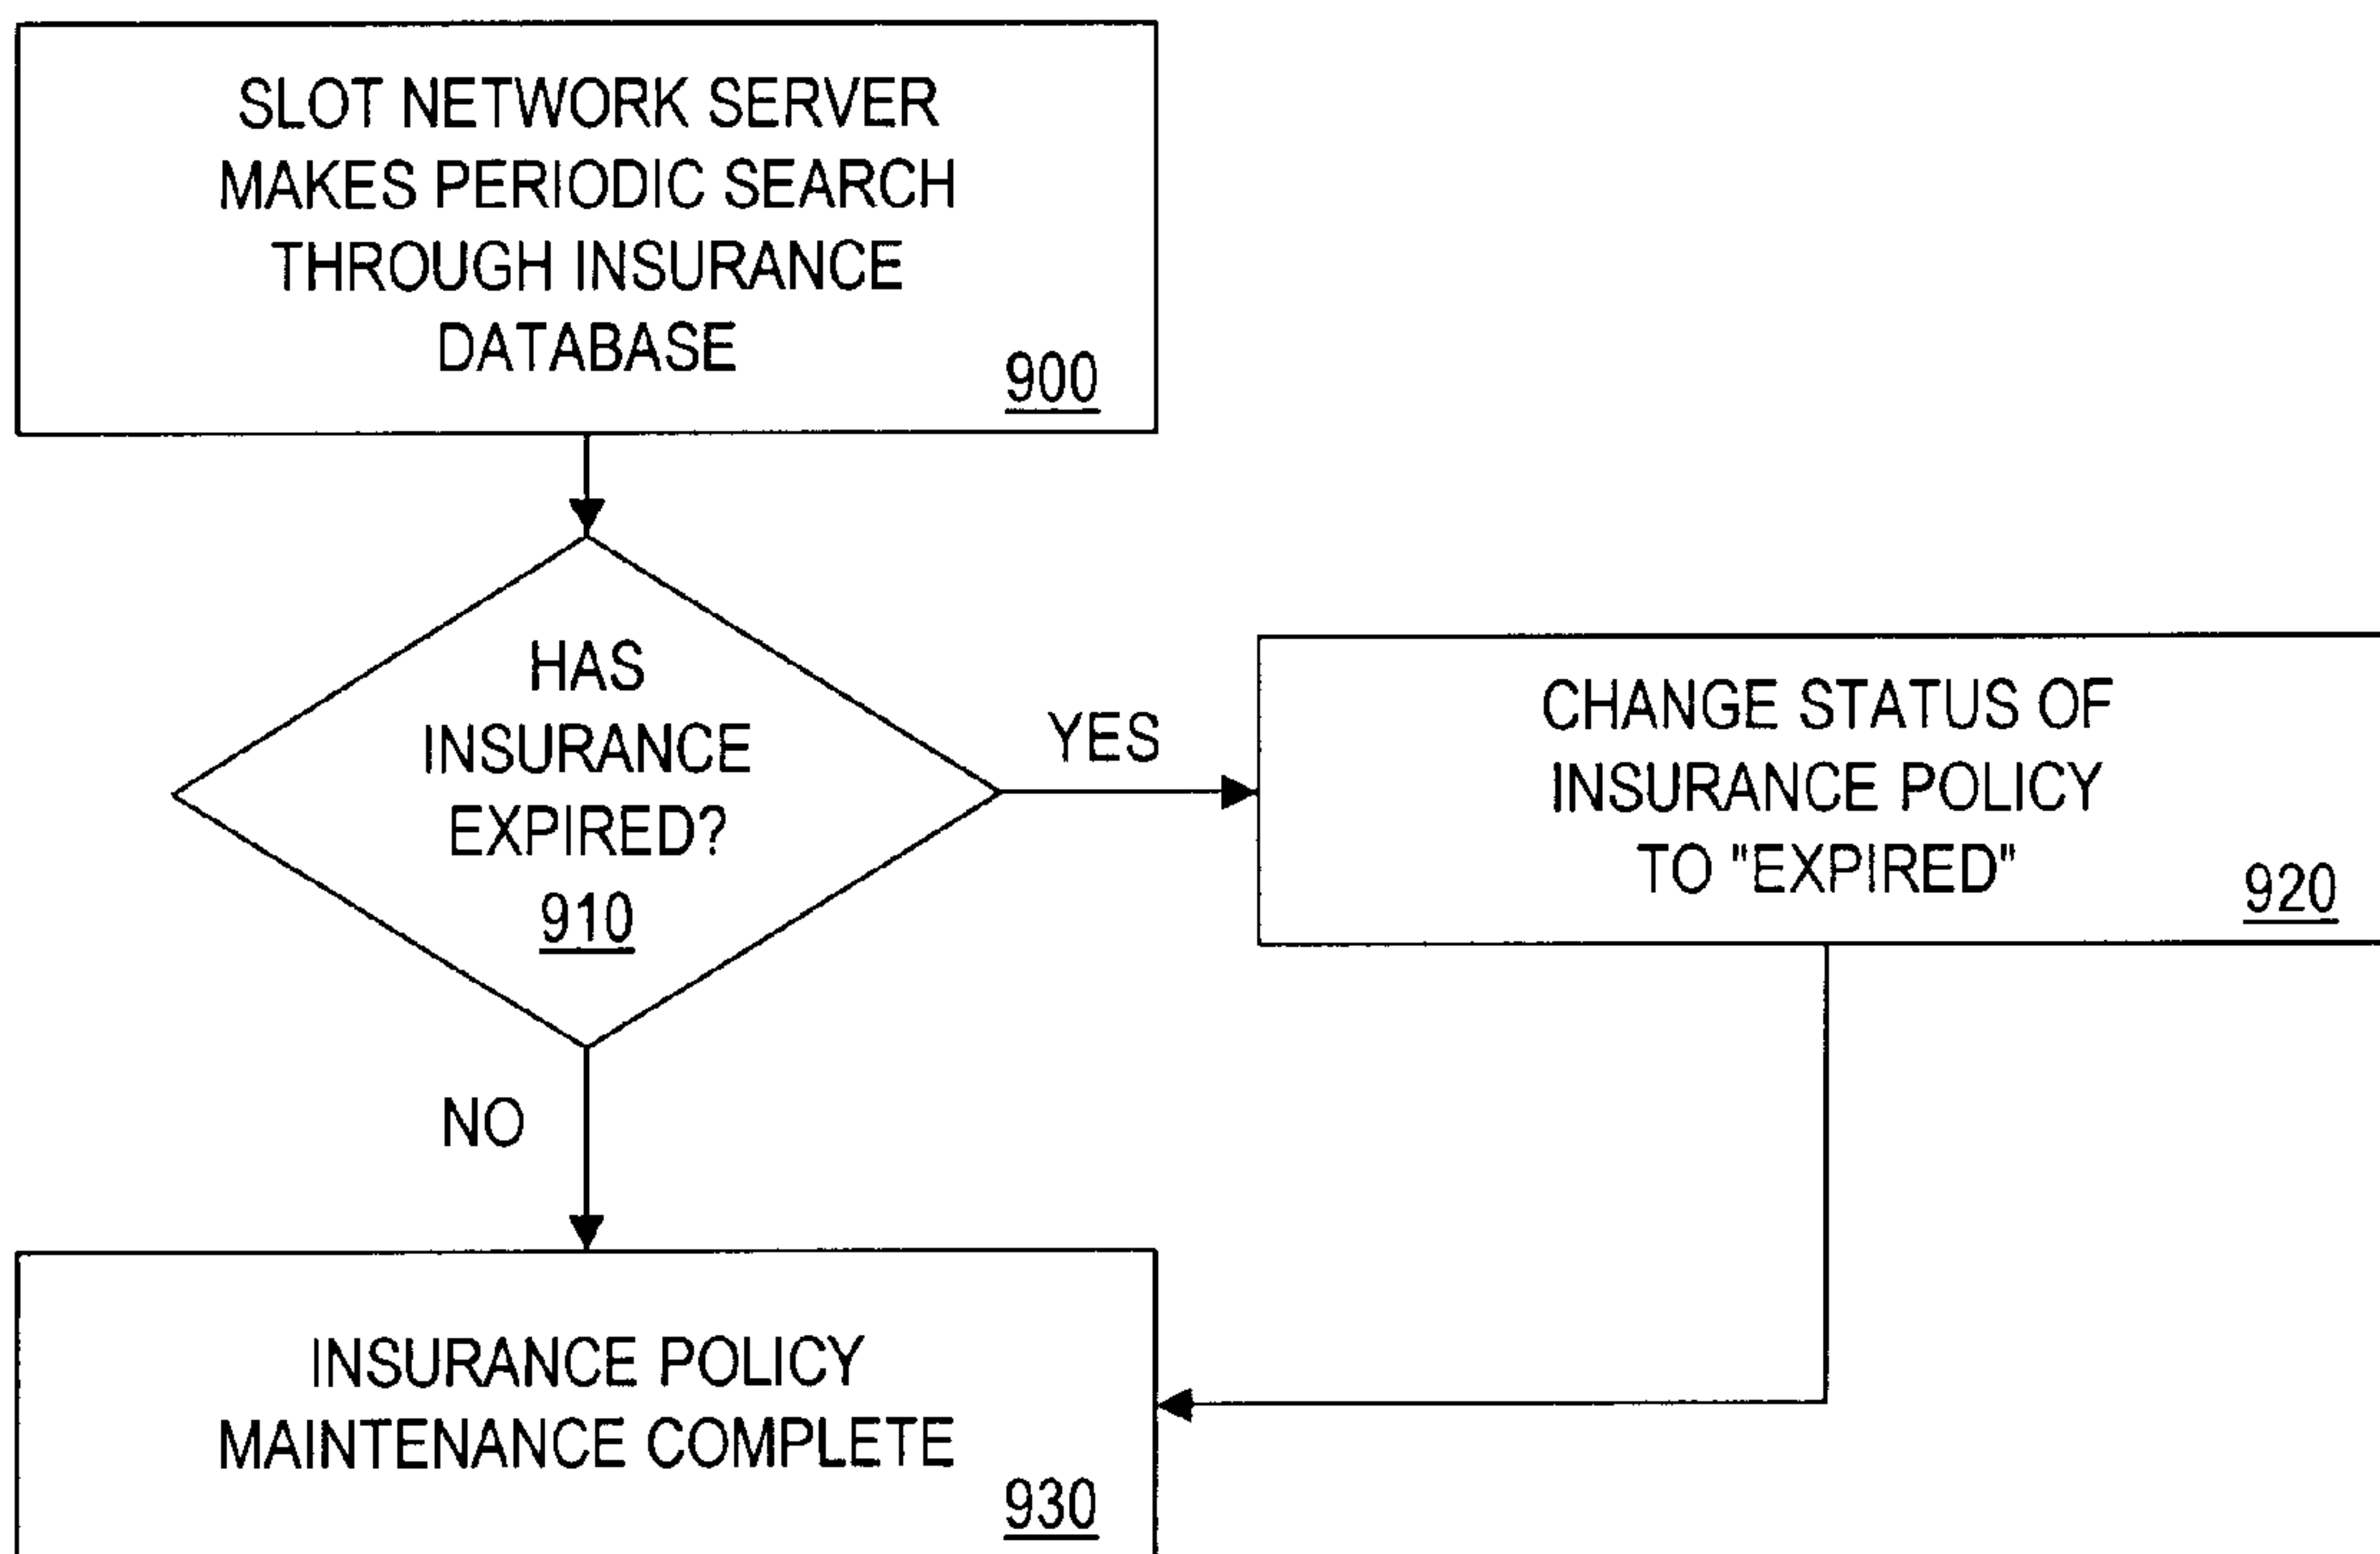 SLOT NETWORK SERVER
MAKES PERIODIC SEARCH
THROUGH INSURANCE
DATABASE
900
HAS
INSURANCE
EXPIRED?
910
YES
CHANGE STATUS OF
INSURANCE POLICY
TO "EXPIRED"
920
NO
INSURANCE POLICY
MAINTENANCE COMPLETE
930